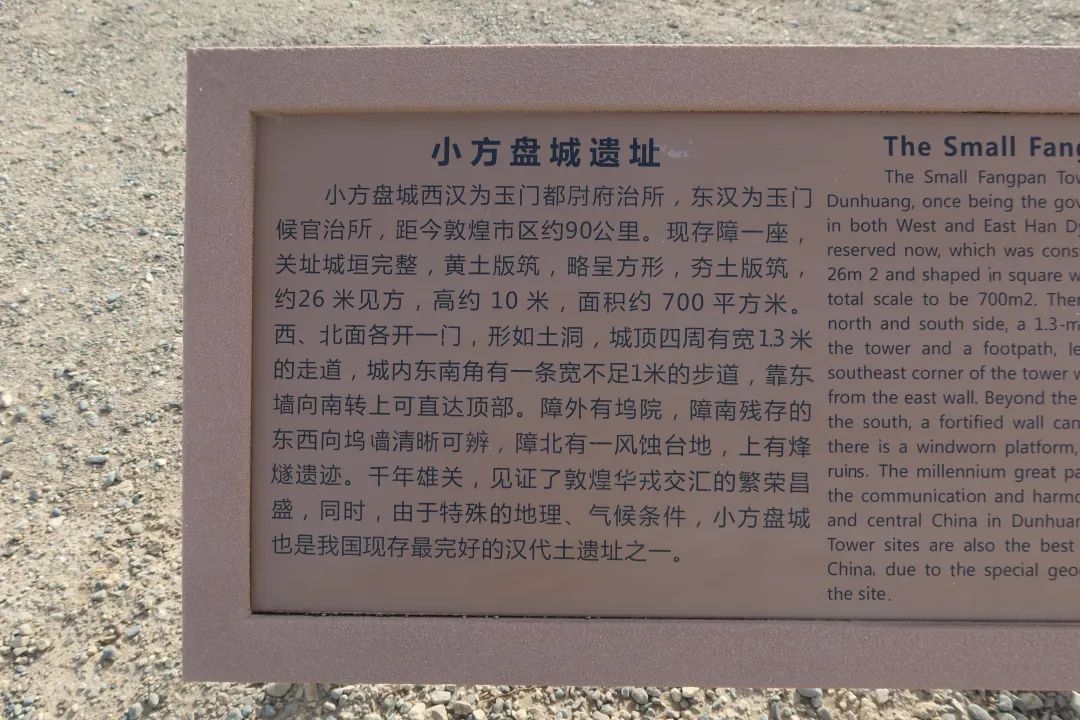 小方盘城遗址
小方盘城西汉为玉门都尉府治所，东汉为玉门
候官治所，距今敦煌市区约90公里。现存障一座，
关址城垣完整，黄土版筑，略呈方形，夯土版筑，
约26 米见方，高约 10 米，面积约 700 平方米。
西、北面各开一门，形如土洞，城顶四周有宽1.3 米
的走道，城内东南角有一条宽不足1米的步道，靠东
墙向南转上可直达顶部。障外有坞院，障南残存的
东西向坞墙清晰可辨，障北有一风蚀台地，上有烽
燧遗迹。千年雄关，见证了敦煌华戎交汇的繁荣昌
盛，同时，由于特殊的地理、气候条件，小方盘城
也是我国现存最完好的汉代土遗址之一。
The Small
The Small Fangpan
Dunhuang, once being the
in both West and East Han
reserved now, which was
26m 2 and shaped in square
total scale to be 700m2.
north and south side, a
the tower and a footpath,
southeast corner of the tower
from the east wall. Beyond the
the south, a fortified wall
there is a windworn platform,
ruins. The millennium great
the communication and
and central China in
Tower sites are also the best
China, due to the special
the site.